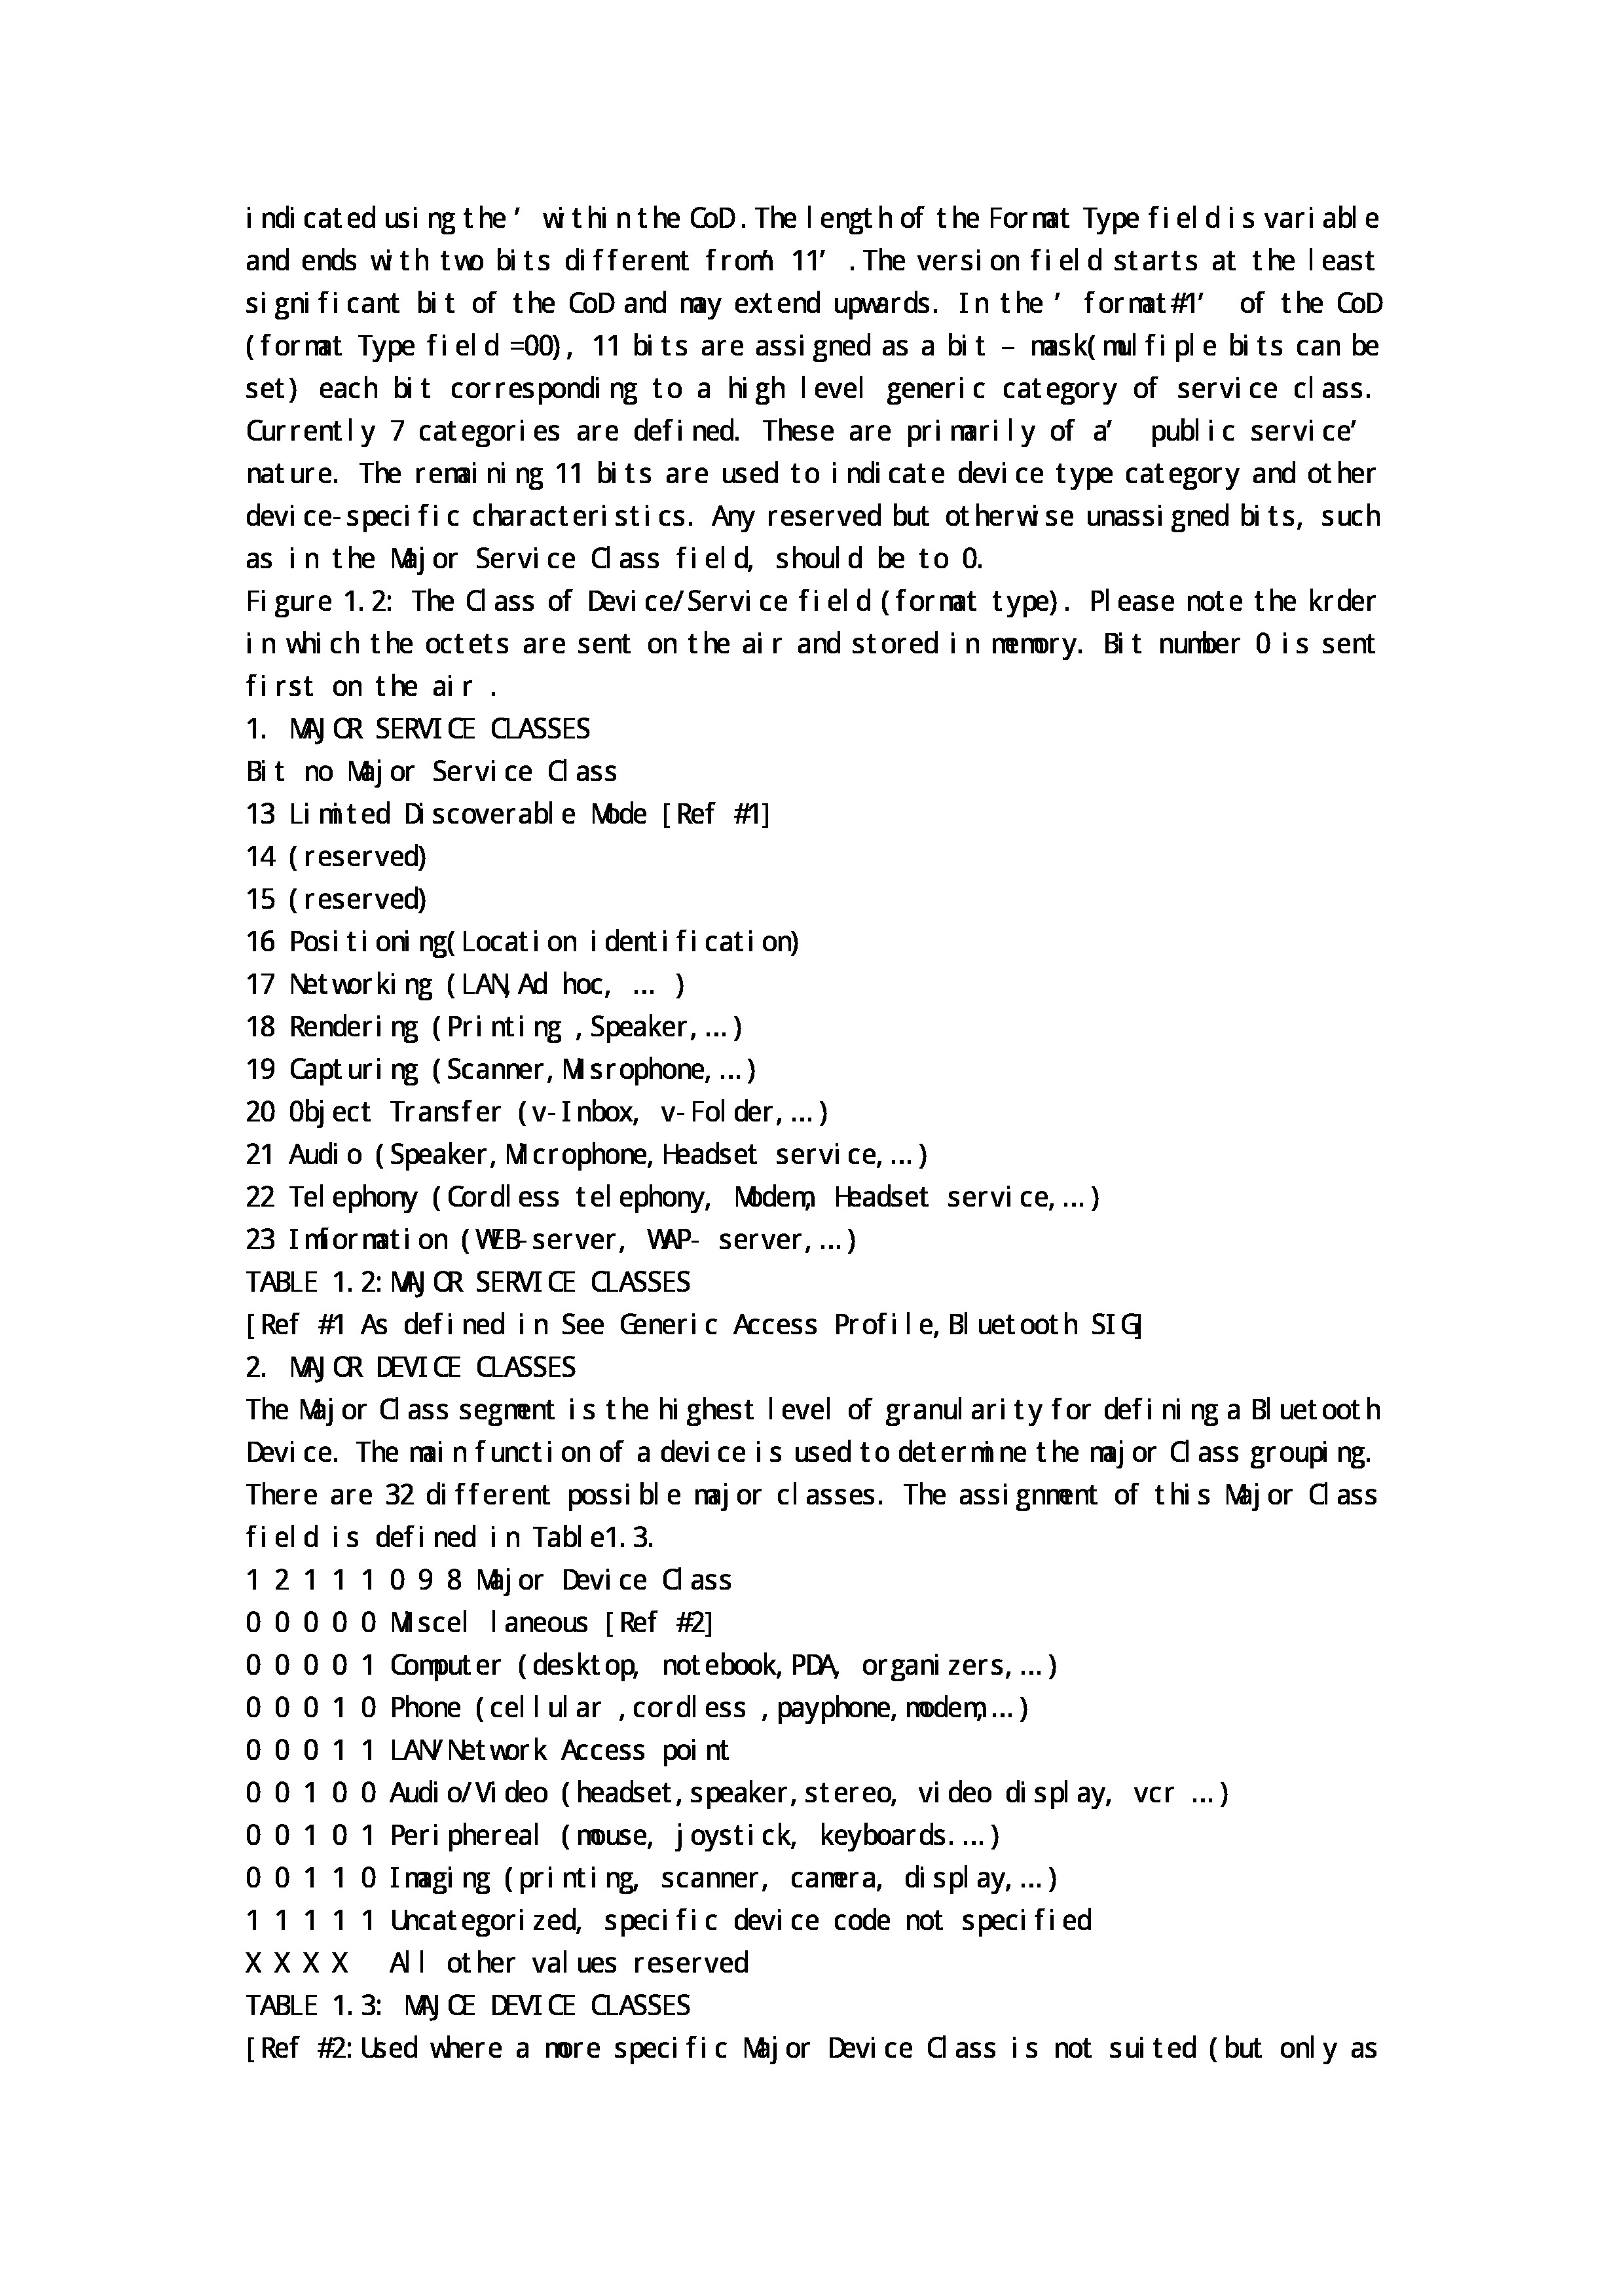 indicated using the ’ within the CoD. The length of the Format Type field is variable
and ends with two bits different from’ 11’ . The version field starts at the least
significant bit of the CoD and may extend upwards. In the ’ format #1’ of the CoD
(format Type field =00), 11 bits are assigned as a bit – mask( mulfiple bits can be
set) each bit corresponding to a high level generic category of service class.
Currently 7 categories are defined. These are primarily of a’ public service’
nature. The remaining 11 bits are used to indicate device type category and other
device-specific characteristics. Any reserved but otherwise unassigned bits, such
as in the Major Service Class field, should be to 0.
Figure 1.2: The Class of Device/Service field (format type). Please note the krder
in which the octets are sent on the air and stored in memory. Bit number 0 is sent
first on the air .
1. MAJOR SERVICE CLASSES
Bit no Major Service Class
13 Limited Discoverable Mode [Ref #1]
14 (reserved)
15 (reserved)
16 Positioning(Location identification)
17 Networking (LAN,Ad hoc, … )
18 Rendering (Printing ,Speaker,…)
19 Capturing (Scanner,Misrophone,…)
20 0bject Transfer (v-Inbox, v-Folder,…)
21 Audio (Speaker,Microphone,Headset service,…)
22 Telephony (Cordless telephony, Modem, Headset service,…)
23 Imformation (WEB-server, WAP- server,…)
TABLE 1.2:MAJOR SERVICE CLASSES
[Ref #1 As defined in See Generic Access Profile,Bluetooth SIG]
2. MAJOR DEVICE CLASSES
The Major Class segment is the highest level of granularity for defining a Bluetooth
Device. The main function of a device is used to determine the major Class grouping.
There are 32 different possible major classes. The assignment of this Major Class
field is defined in Table1.3.
1 2 1 1 1 0 9 8 Major Device Class
0 0 0 0 0 Miscel laneous [Ref #2]
0 0 0 0 1 Computer (desktop, notebook,PDA, organizers,…)
0 0 0 1 0 Phone (cellular ,cordless ,payphone,modem,…)
0 0 0 1 1 LAN/Network Access point
0 0 1 0 0 Audio/Video (headset,speaker,stereo, video display, vcr …)
0 0 1 0 1 Periphereal (mouse, joystick, keyboards.…)
0 0 1 1 0 Imaging (printing, scanner, camera, display,…)
1 1 1 1 1 Uncategorized, specific device code not specified
X X X X All other values reserved
TABLE 1.3: MAJOE DEVICE CLASSES
[Ref #2:Used where a more specific Major Device Class is not suited (but only as